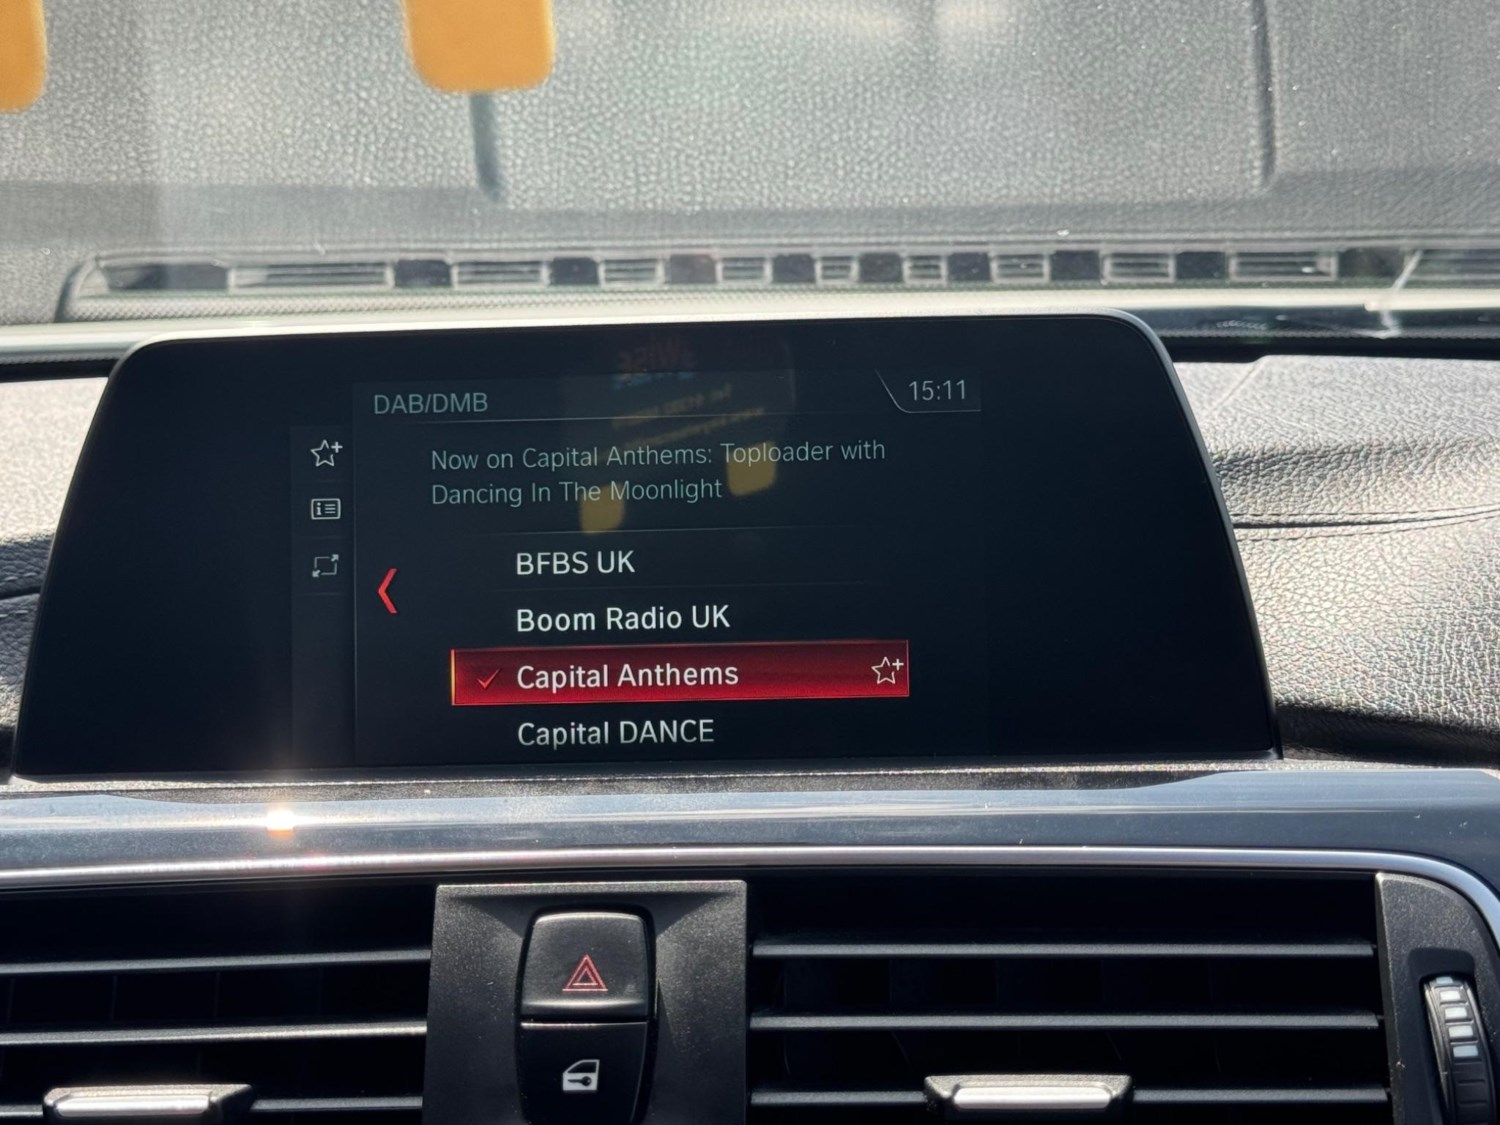 DAB/DMB
15:11
Now on Capital Anthems: Toploader with
Dancing In The Moonlight
BFBS UK
Boom Radio UK
Capital Anthems
Capital DANCE